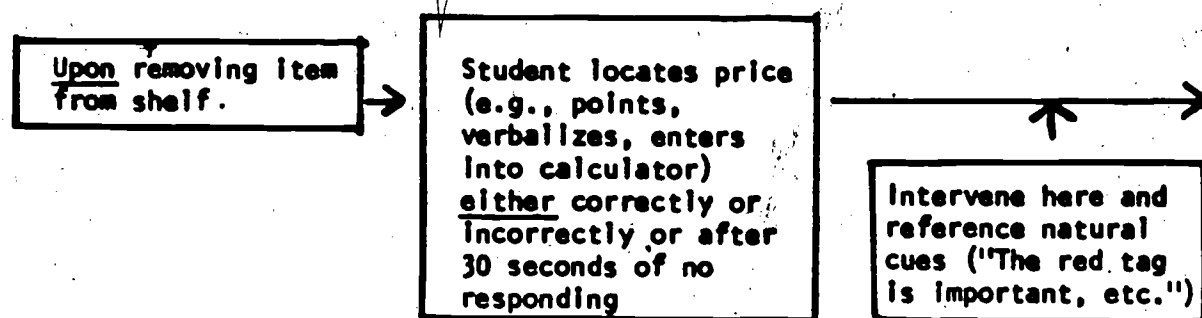 Upon removing item
from shelf.
Student locates price
(e.g., points,
verbalizes, enters
into calculator)
either correctly or
incorrectly or after
30 seconds of no
responding
Intervene here and
reference natural
cues ("The red tag
is important, etc.")